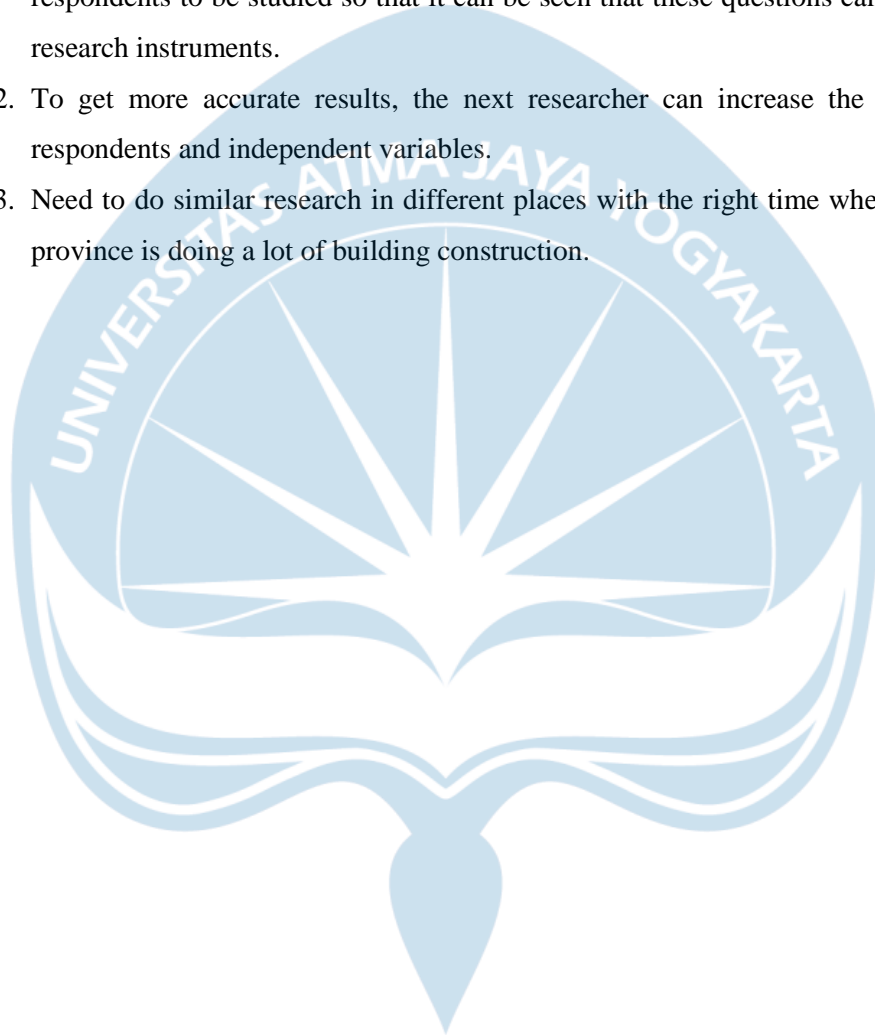 respondents to be studied so that it can be seen that these questions
research instruments.
2. To get more accurate results, the next researcher can increase the
respondents and independent variables.
3. Need to do similar research in different places with the right time
province is doing a lot of building construction.
UNIVERSITAS ATMA JAYA YOGYAKARTA